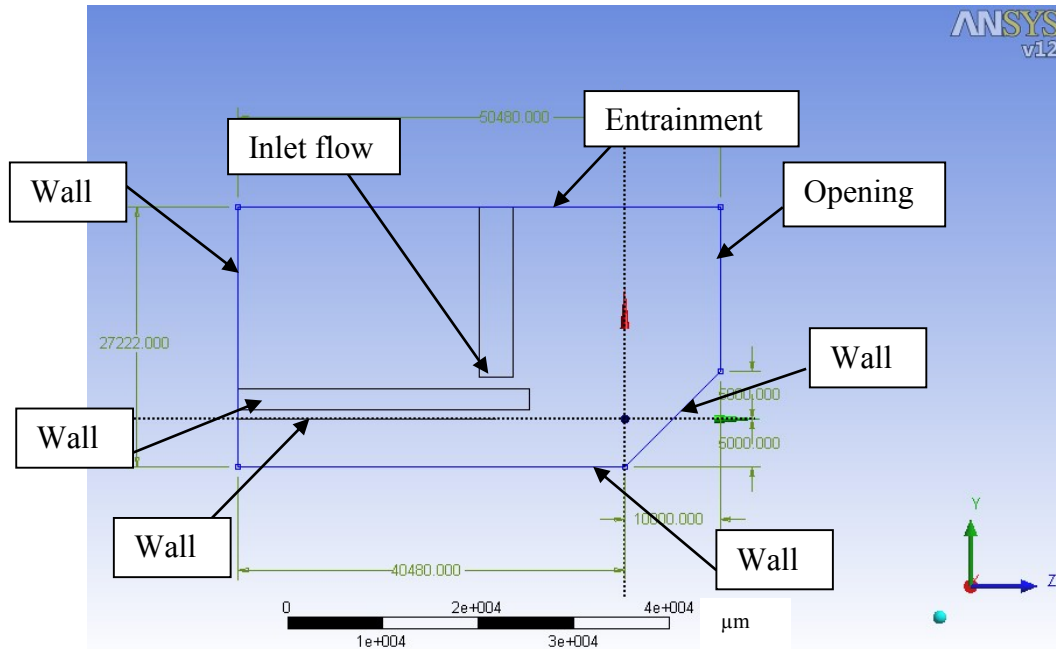 ANSYS
v12
50480.000
Entrainment
Inlet flow
Wall
Opening
27222.000
Wall
5000.000
Wall
5000.000
Wall
10000.000
Wall
40480.000
Y
Z
0
2e+004
4e+004
µm
1e+004
3e+004